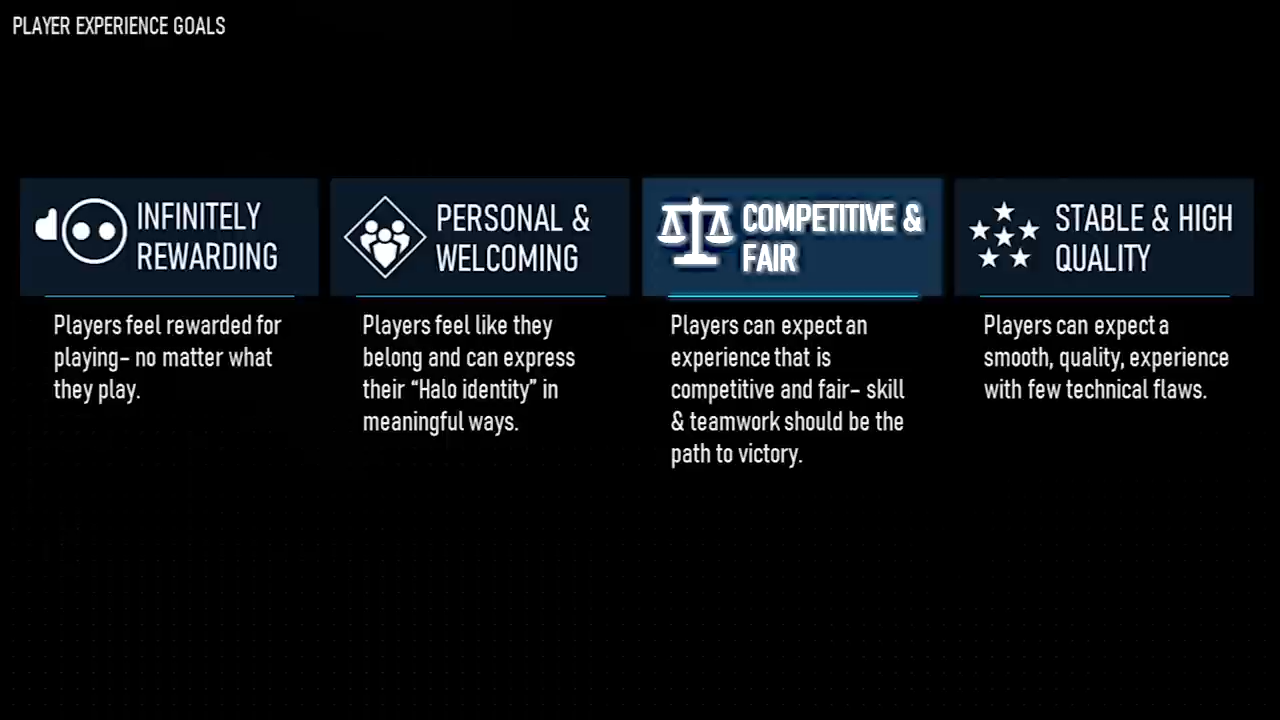 PLAYER EXPERIENCE GOALS
INFINITELY
REWARDING
Players feel rewarded for
playing- no matter what
they play.
PERSONAL &
WELCOMING
Players feel like they
belong and can express
their “Halo identity” in
meaningful ways.
COMPETITIVE &
FAIR
Players can expect an
experience that is
competitive and fair- skill
& teamwork should be the
path to victory.
STABLE & HIGH
QUALITY
Players can expect a
smooth, quality, experience
with few technical flaws.